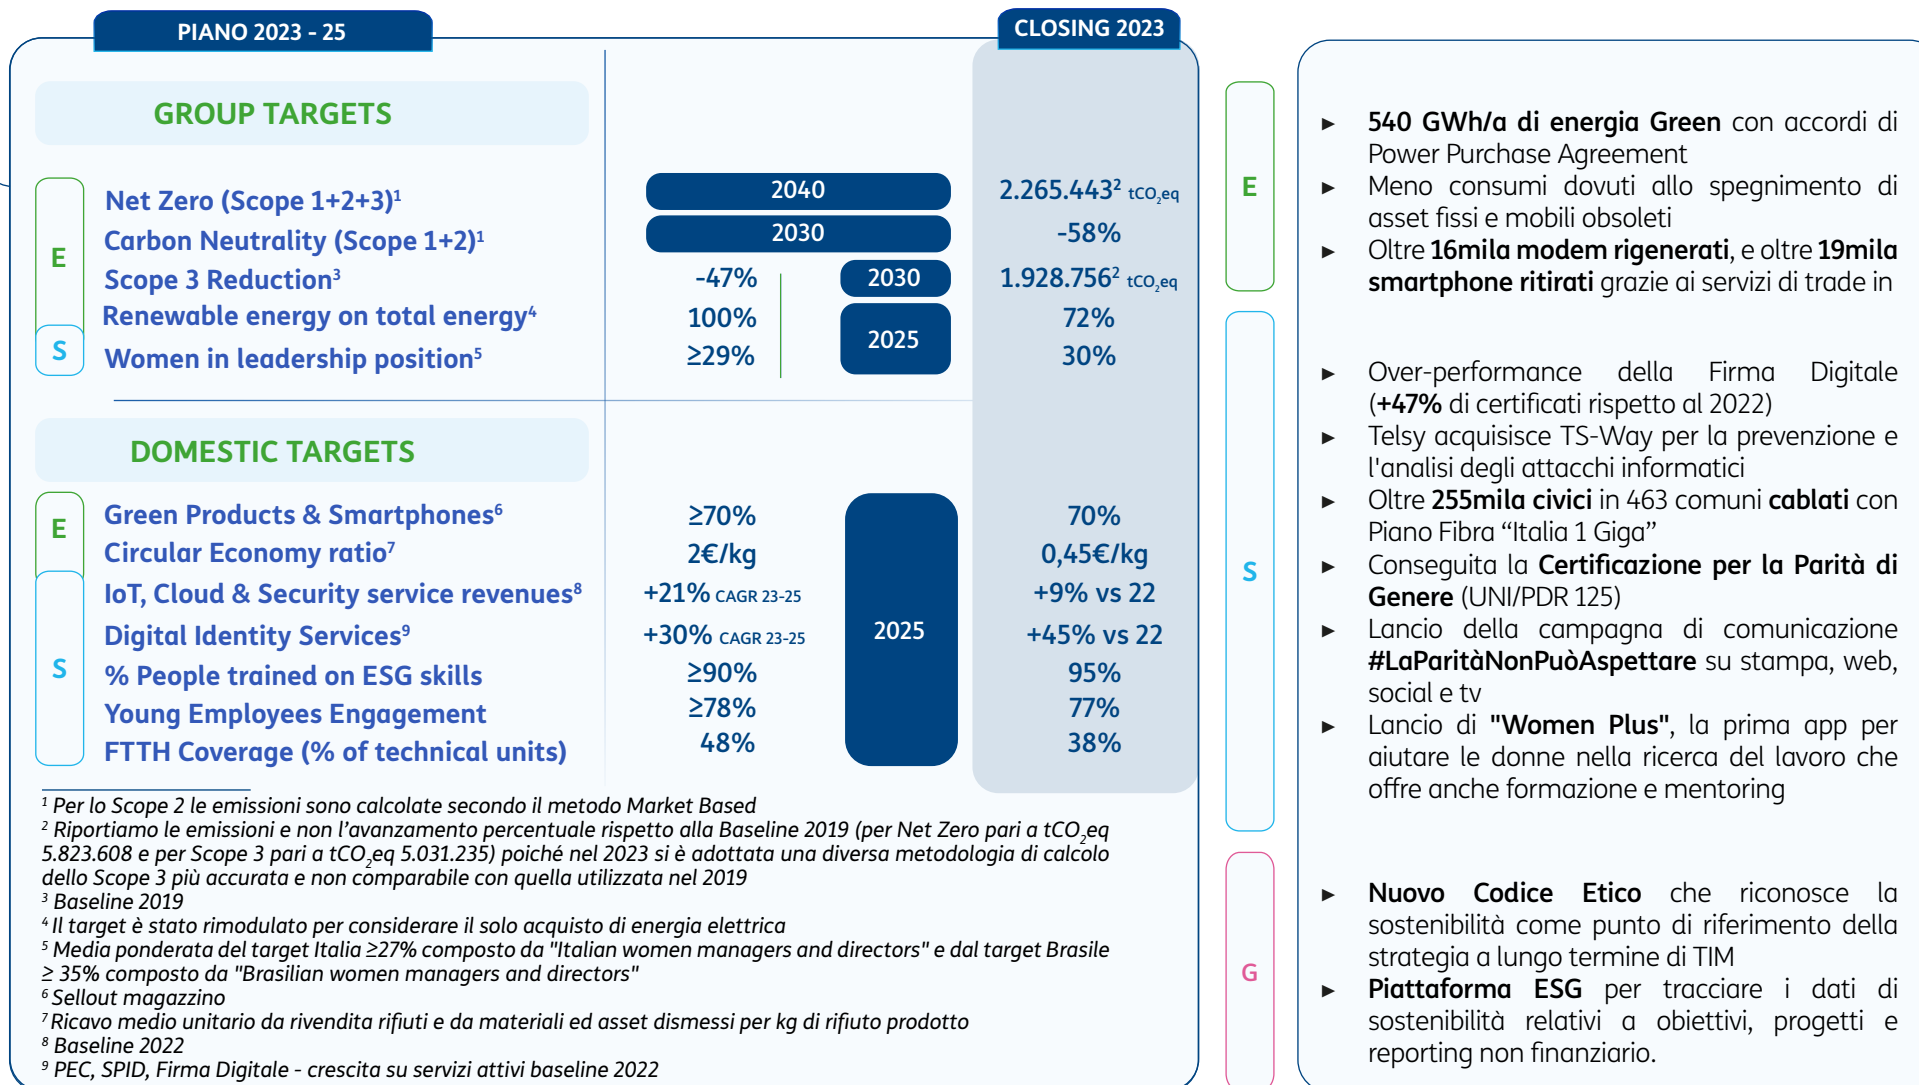 PIANO 2023 - 25
CLOSING 2023
GROUP TARGETS
E
Net Zero (Scope 1+2+3)¹ 2040 2.265.443² tCO₂eq
Carbon Neutrality (Scope 1+2)¹ 2030 -58%
Scope 3 Reduction³ -47% 2030 1.928.756² tCO₂eq
Renewable energy on total energy⁴ 100% 2025 72%
S
Women in leadership position⁵ ≥29% 30%
DOMESTIC TARGETS
E
Green Products & Smartphones⁶ ≥70% 70%
Circular Economy ratio⁷ 2€/kg 0,45€/kg
S
IoT, Cloud & Security service revenues⁸ +21% CAGR 23-25 +9% vs 22
Digital Identity Services⁹ +30% CAGR 23-25 2025 +45% vs 22
% People trained on ESG skills ≥90% 95%
Young Employees Engagement ≥78% 77%
FTTH Coverage (% of technical units) 48% 38%
¹ Per lo Scope 2 le emissioni sono calcolate secondo il metodo Market Based
² Riportiamo le emissioni e non l'avanzamento percentuale rispetto alla Baseline 2019 (per Net Zero pari a tCO₂eq
5.823.608 e per Scope 3 pari a tCO₂eq 5.031.235) poiché nel 2023 si è adottata una diversa metodologia di calcolo
dello Scope 3 più accurata e non comparabile con quella utilizzata nel 2019
³ Baseline 2019
⁴ Il target è stato rimodulato per considerare il solo acquisto di energia elettrica
⁵ Media ponderata del target Italia ≥27% composto da "Italian women managers and directors" e dal target Brasile
≥ 35% composto da "Brasilian women managers and directors"
⁶ Sellout magazzino
⁷ Ricavo medio unitario da rivendita rifiuti e da materiali ed asset dismessi per kg di rifiuto prodotto
⁸ Baseline 2022
⁹ PEC, SPID, Firma Digitale - crescita su servizi attivi baseline 2022
E
► 540 GWh/a di energia Green con accordi di
Power Purchase Agreement
► Meno consumi dovuti allo spegnimento di
asset fissi e mobili obsoleti
► Oltre 16mila modem rigenerati, e oltre 19mila
smartphone ritirati grazie ai servizi di trade in
S
► Over-performance della Firma Digitale
(+47% di certificati rispetto al 2022)
► Telsy acquisisce TS-Way per la prevenzione e
l'analisi degli attacchi informatici
► Oltre 255mila civici in 463 comuni cablati con
Piano Fibra “Italia 1 Giga”
► Conseguita la Certificazione per la Parità di
Genere (UNI/PDR 125)
► Lancio della campagna di comunicazione
#LaParitàNonPuòAspettare su stampa, web,
social e tv
► Lancio di "Women Plus", la prima app per
aiutare le donne nella ricerca del lavoro che
offre anche formazione e mentoring
G
► Nuovo Codice Etico che riconosce la
sostenibilità come punto di riferimento della
strategia a lungo termine di TIM
► Piattaforma ESG per tracciare i dati di
sostenibilità relativi a obiettivi, progetti e
reporting non finanziario.